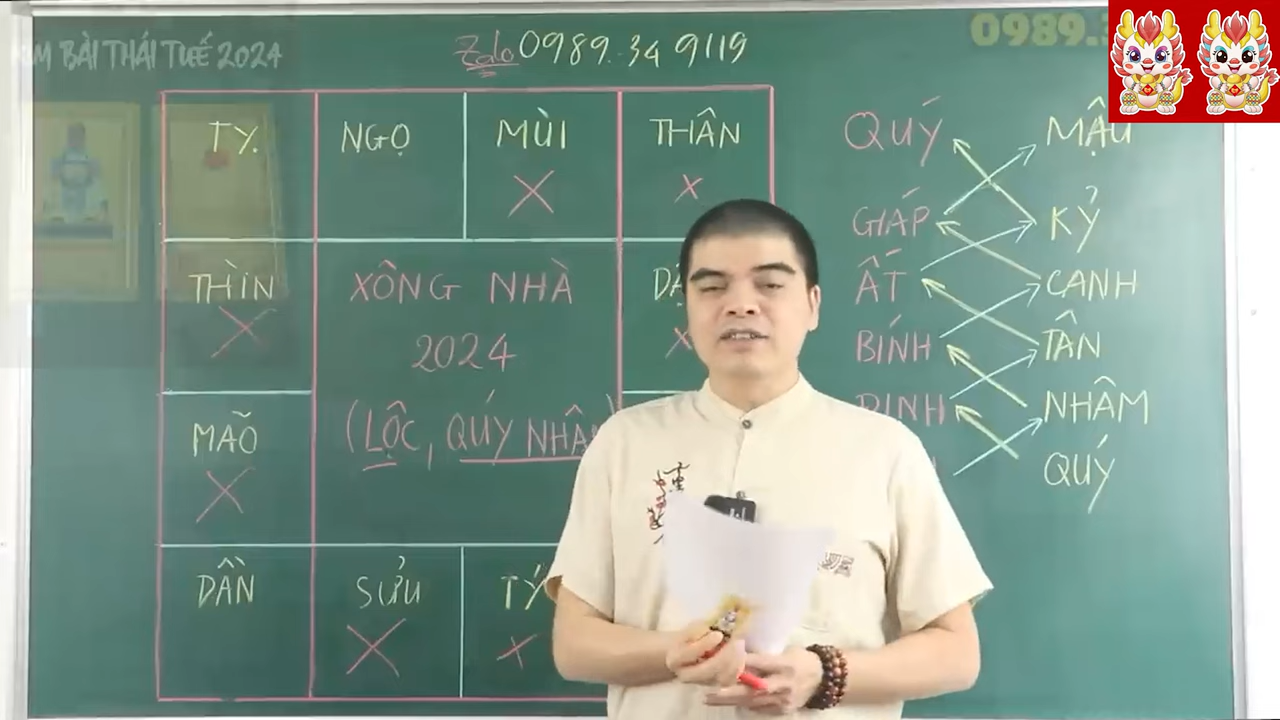 BÀI THÁI TUẾ 2024
Zalo 0989.34 9119
0989.3
TỴ.
NGỌ
MÙI
THÂN
THÌN
XÔNG NHÀ
2024
(LỘC, QUÝ NHÂ
MÃO
DẦN
SỬU
TÝ
QUÝ
MẬU
GIÁP
KỶ
ẤT
CANH
BÍNH
TÂN
ĐINH
NHÂM
QUÝ